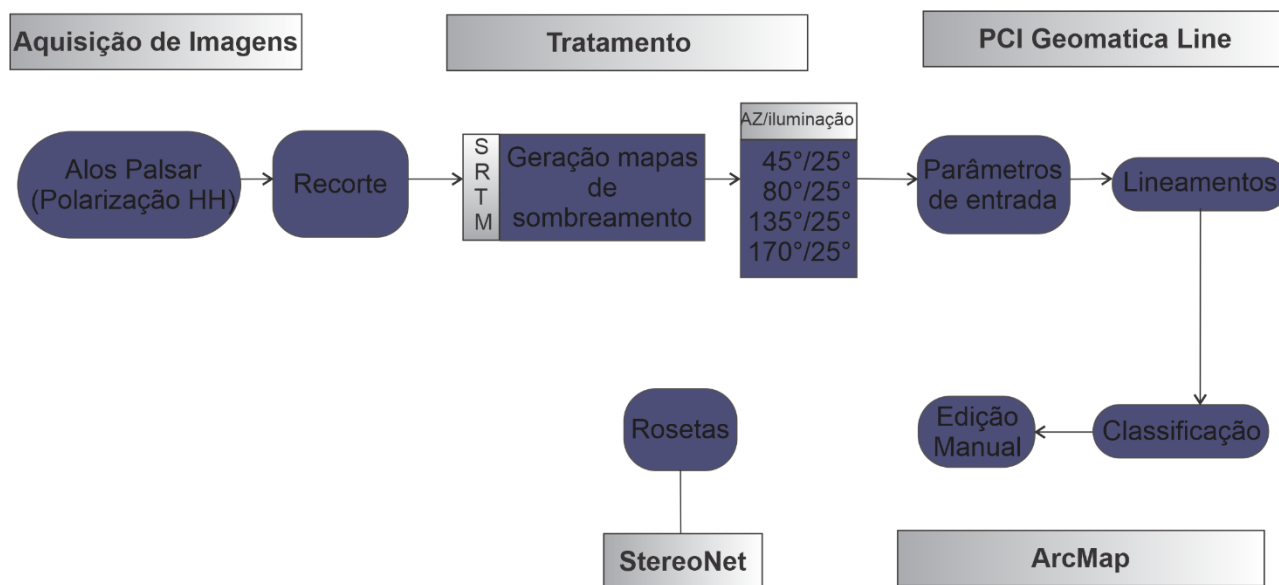 Aquisição de Imagens
Tratamento
PCI Geomatica Line
Alos Palsar
(Polarização HH)
Recorte
S
R
T
M
Geração mapas
de
sombreamento
AZ/iluminação
45°/25°
80°/25°
135°/25°
170°/25°
Parâmetros
de entrada
Lineamentos
Classificação
Edição
Manual
Rosetas
StereoNet
ArcMap